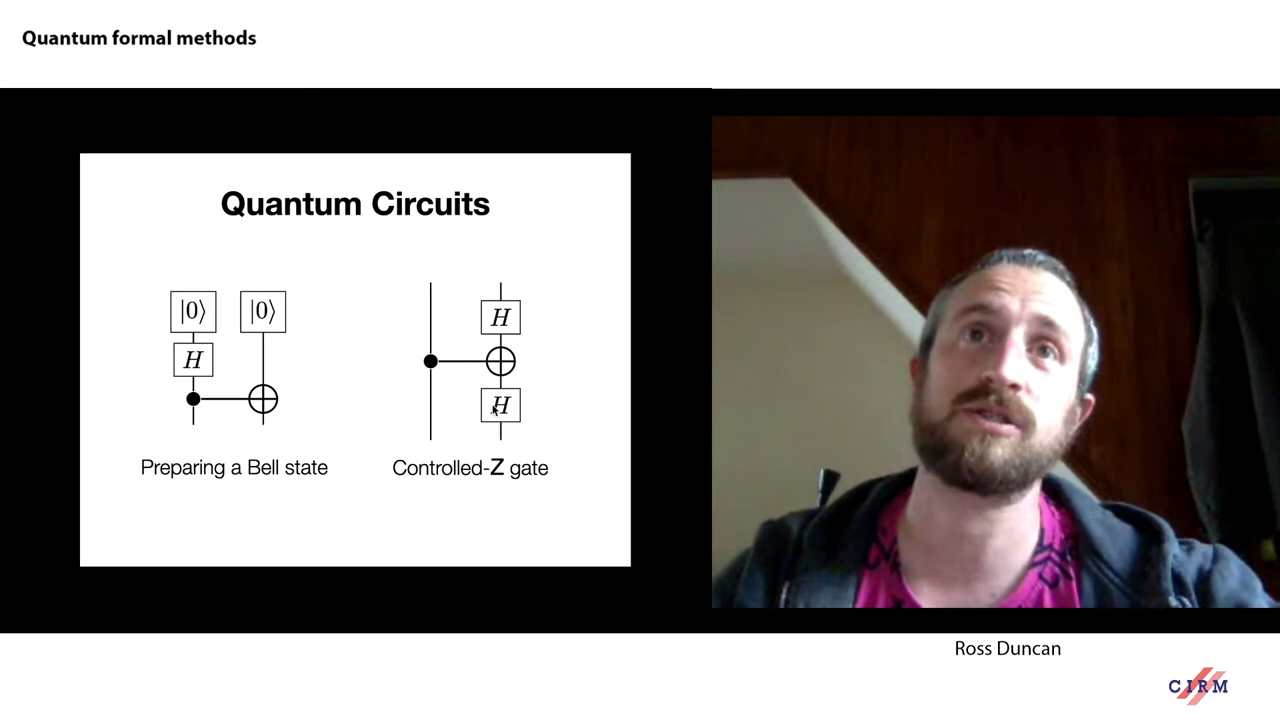 Quantum formal methods
Quantum Circuits
|0⟩ |0⟩
H
H
H
Preparing a Bell state
Controlled-Z gate
Ross Duncan
CIRM